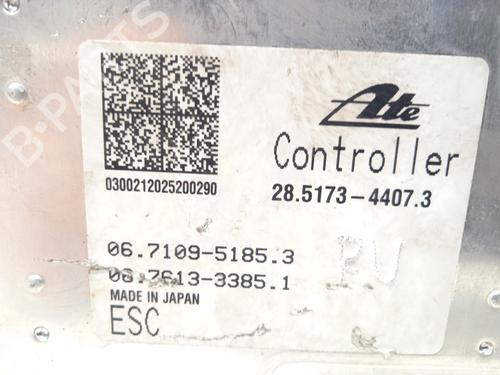 B-PARTS
Ate
Controller
0300212025200290
28.5173-4407.3
06.7109-5185.3
06.7613-3385.1
PU
MADE IN JAPAN
ESC